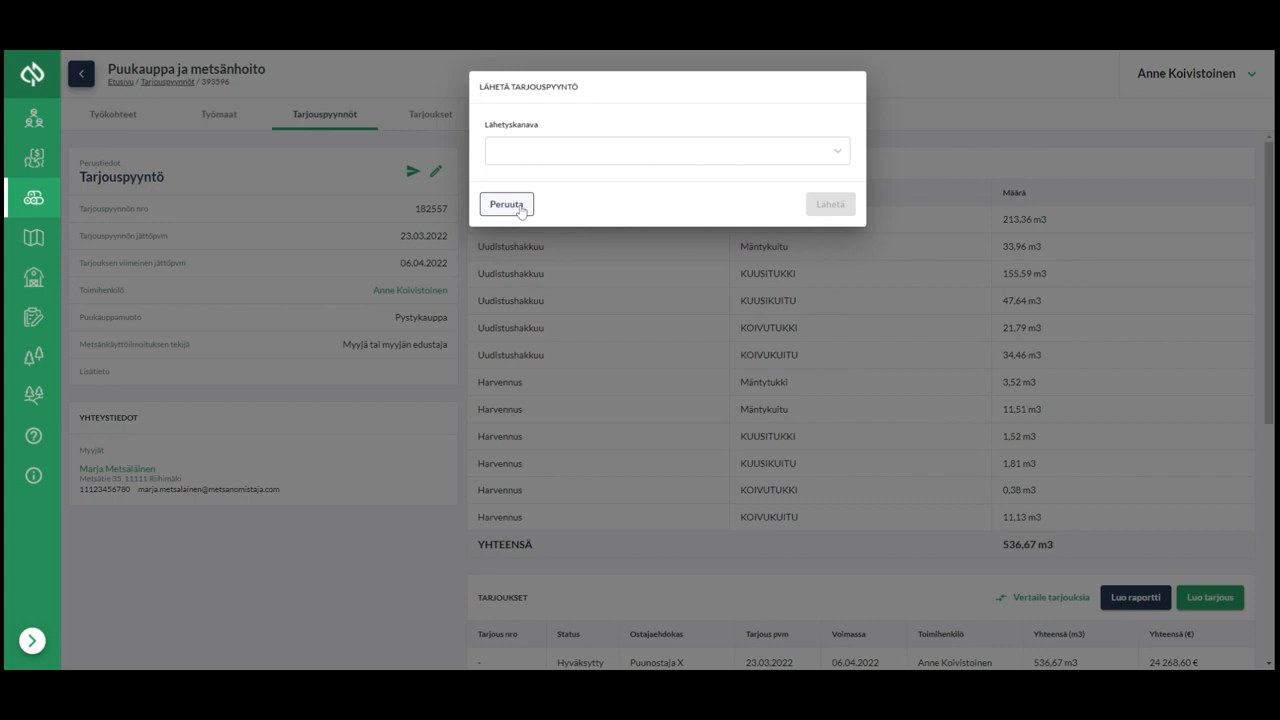 Puukauppa ja metsänhoito
Etusivu / Tarjouspyynnöt / 393596
Anne Koivistoinen
Työkohteet Työmaat Tarjouspyynnöt Tarjoukset
LÄHETÄ TARJOUSPYYNTÖ
Lähetyskanava
Peruuta Lähetä
Perustiedot
Tarjouspyyntö
Tarjouspyynnön nro 182557
Tarjouspyynnön jättöpvm 23.03.2022
Tarjouksen viimeinen jättöpvm 06.04.2022
Toimihenkilö Anne Koivistoinen
Puukauppamuoto Pystykauppa
Metsänkäyttöilmoituksen tekijä Myyjä tai myyjän edustaja
Lisätieto
YHTEYSTIEDOT
Myyjät
Marja Metsäläinen
Metsätie 35, 11111 Riihimäki
11123456780 marja.metsalainen@metsanomistaja.com
Määrä
213,36 m3
Uudistushakkuu Mäntykuitu 33,96 m3
Uudistushakkuu KUUSITUKKI 155,59 m3
Uudistushakkuu KUUSIKUITU 47,64 m3
Uudistushakkuu KOIVUTUKKI 21,79 m3
Uudistushakkuu KOIVUKUITU 34,46 m3
Harvennus Mäntytukki 3,52 m3
Harvennus Mäntykuitu 11,51 m3
Harvennus KUUSITUKKI 1,52 m3
Harvennus KUUSIKUITU 1,81 m3
Harvennus KOIVUTUKKI 0,38 m3
Harvennus KOIVUKUITU 11,13 m3
YHTEENSÄ 536,67 m3
TARJOUKSET Vertaile tarjouksia Luo raportti Luo tarjous
Tarjous nro Status Ostajaehdokas Tarjous pvm Voimassa Toimihenkilö Yhteensä (m3) Yhteensä (€)
- Hyväksytty Puunostaja X 23.03.2022 06.04.2022 Anne Koivistoinen 536,67 m3 24 268,60 €